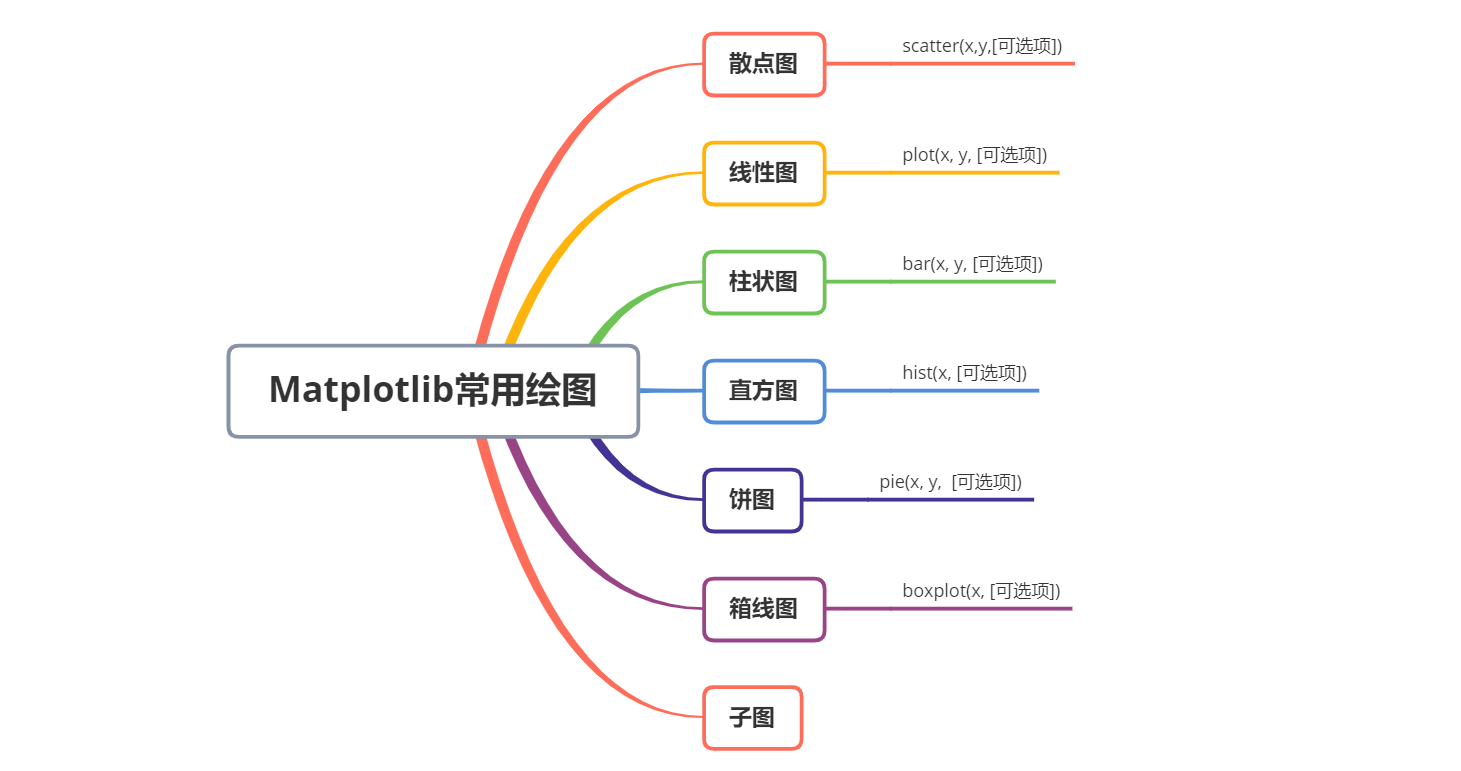 散点图
scatter(x,y,[可选项])
线性图
plot(x, y, [可选项])
柱状图
bar(x, y, [可选项])
Matplotlib常用绘图
直方图
hist(x, [可选项])
饼图
pie(x, y,  [可选项])
箱线图
boxplot(x, [可选项])
子图